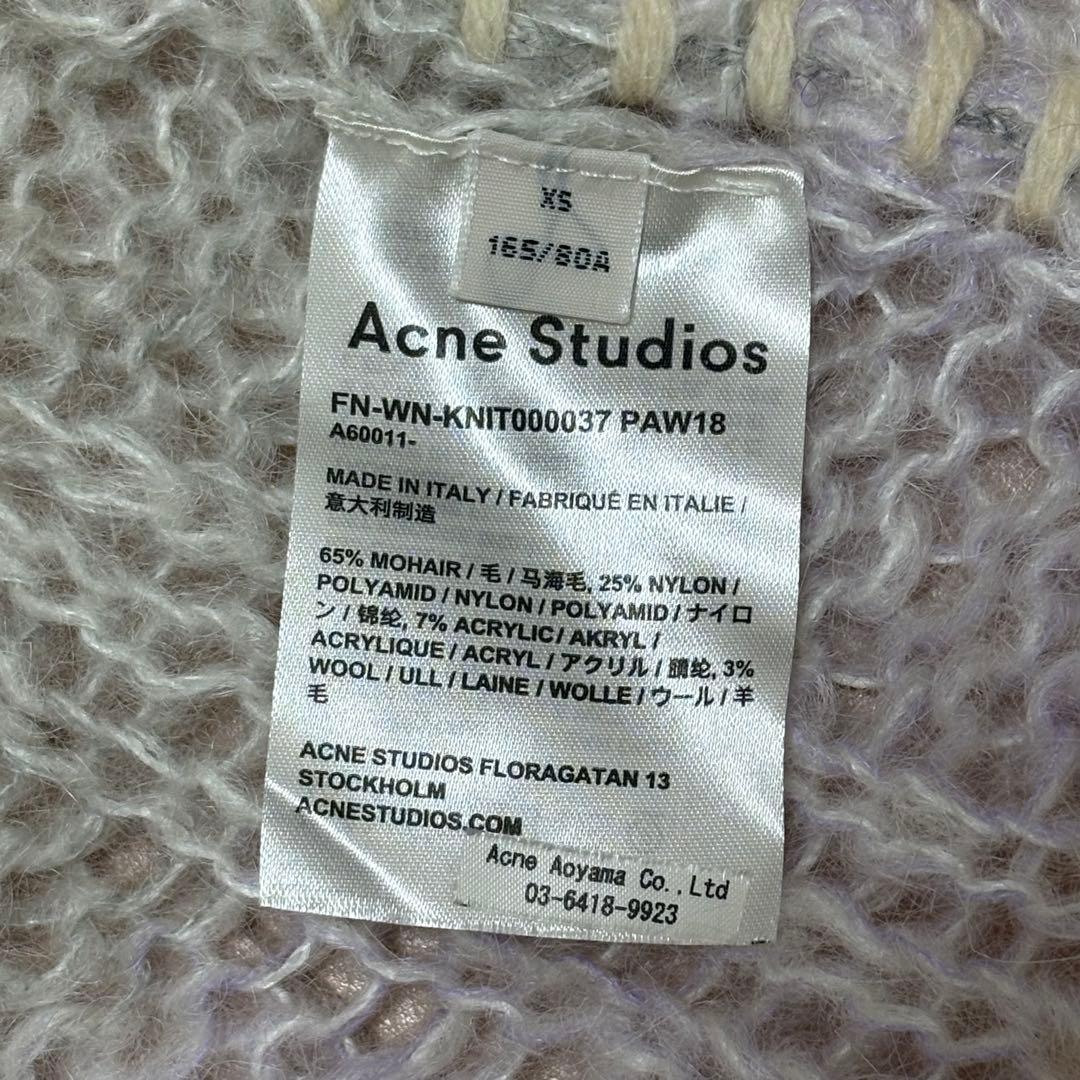 XS
165/80A
Acne Studios
FN-WN-KNIT000037 PAW18
A60011-
MADE IN ITALY / FABRIQUÉ EN ITALIE /
意大利制造
65% MOHAIR / 毛 / 马海毛, 25% NYLON /
POLYAMID / NYLON / POLYAMID / ナイロ
ン / 锦纶, 7% ACRYLIC / AKRYL /
ACRYLIQUE / ACRYL / アクリル / 腈纶, 3%
WOOL / ULL / LAINE / WOLLE / ウール / 羊
毛
ACNE STUDIOS FLORAGATAN 13
STOCKHOLM
ACNESTUDIOS.COM
Acne Aoyama Co.,Ltd
03-6418-9923